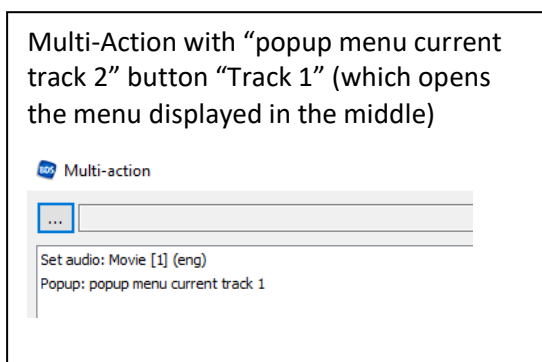 Multi-Action with “popup menu current
track 2” button “Track 1” (which opens
the menu displayed in the middle)
BDS Multi-action
...
Set audio: Movie [1] (eng)
Popup: popup menu current track 1